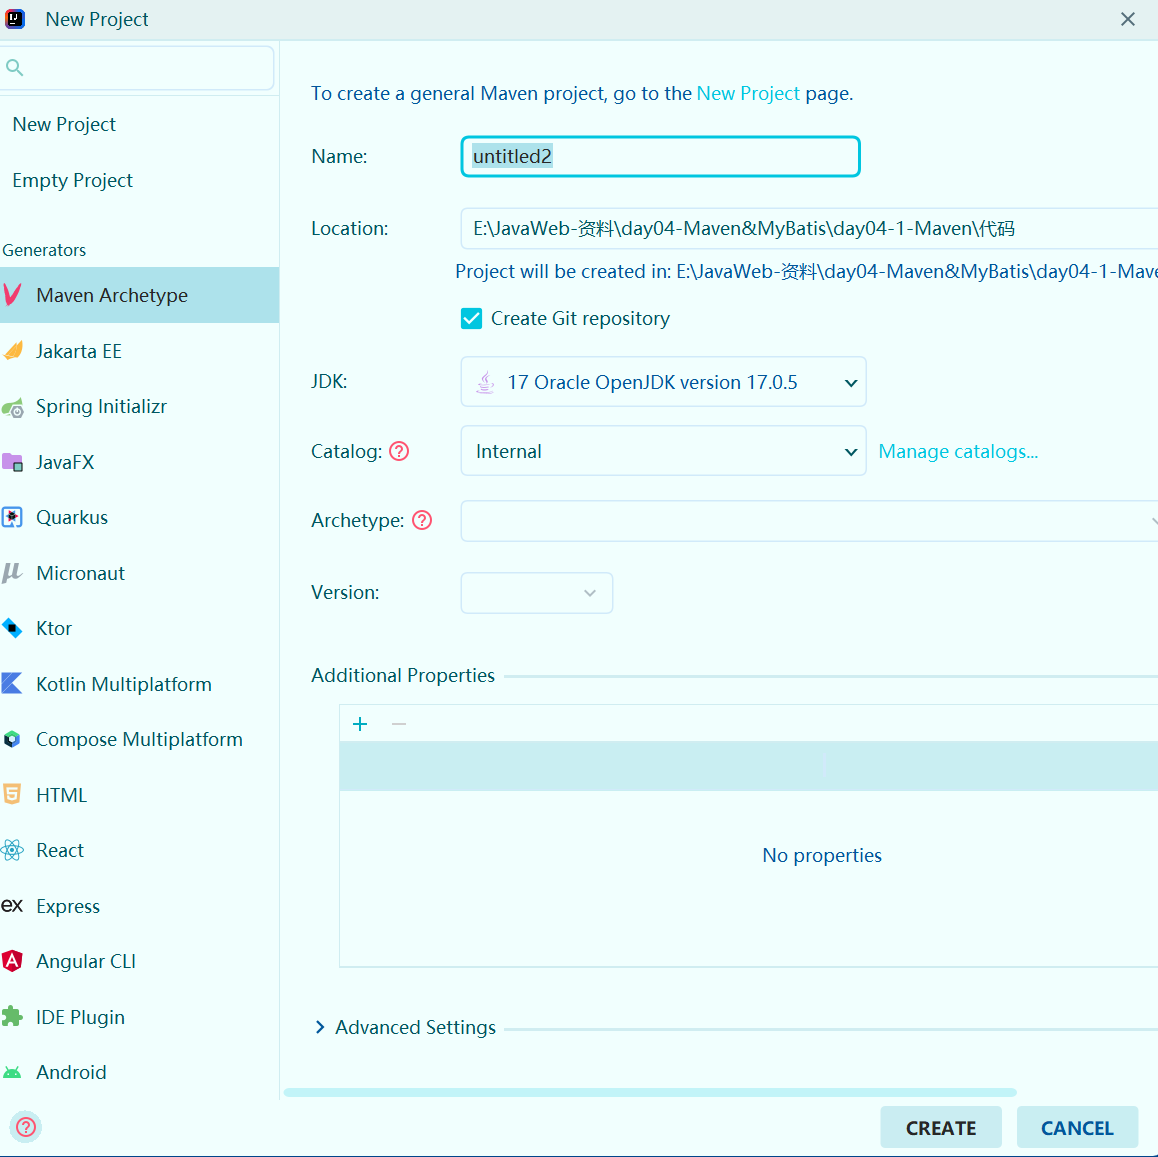 New Project
New Project
Empty Project
Generators
Maven Archetype
Jakarta EE
Spring Initializr
JavaFX
Quarkus
Micronaut
Ktor
Kotlin Multiplatform
Compose Multiplatform
HTML
React
Express
Angular CLI
IDE Plugin
Android
To create a general Maven project, go to the New Project page.
Name: untitled2
Location: E:\JavaWeb-资料\day04-Maven&MyBatis\day04-1-Maven\代码
Project will be created in: E:\JavaWeb-资料\day04-Maven&MyBatis\day04-1-Mave
Create Git repository
JDK: 17 Oracle OpenJDK version 17.0.5
Catalog: ? Internal Manage catalogs...
Archetype: ?
Version:
Additional Properties
No properties
Advanced Settings
? CREATE CANCEL